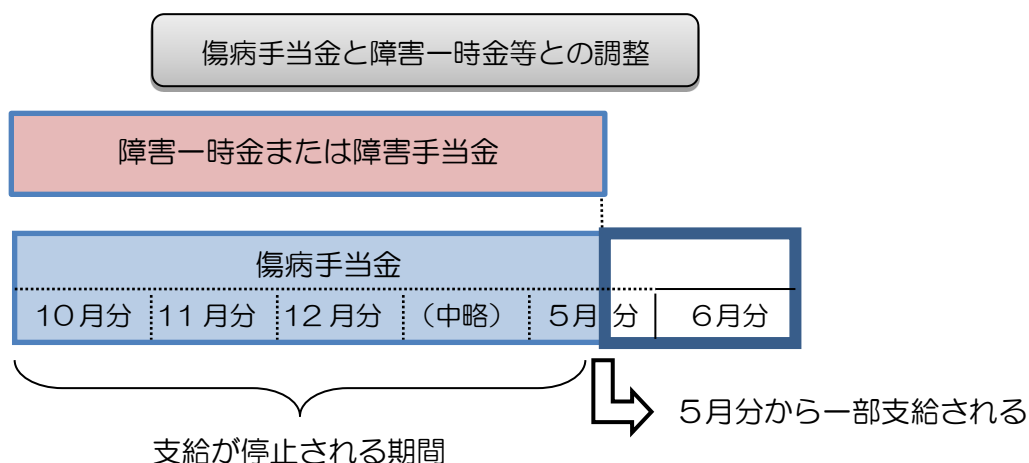 傷病手当金と障害一時金等との調整
障害一時金または障害手当金
傷病手当金
10月分 11月分 12月分 （中略） 5月分 6月分
5月分から一部支給される
支給が停止される期間